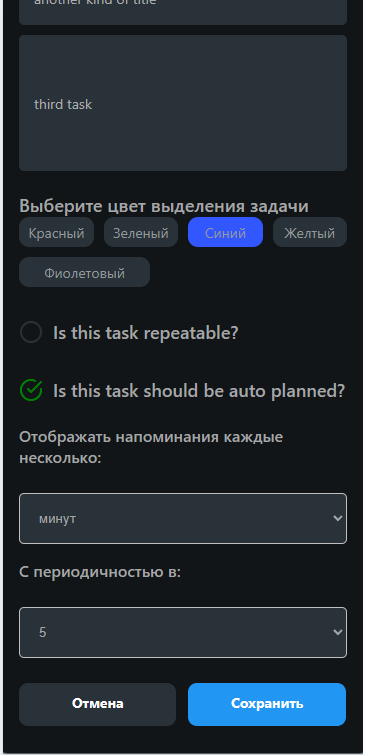 another kind of title
third task
Выберите цвет выделения задачи
Красный Зеленый Синий Желтый
Фиолетовый
Is this task repeatable?
Is this task should be auto planned?
Отображать напоминания каждые
несколько:
минут
С периодичностью в:
5
Отмена Сохранить